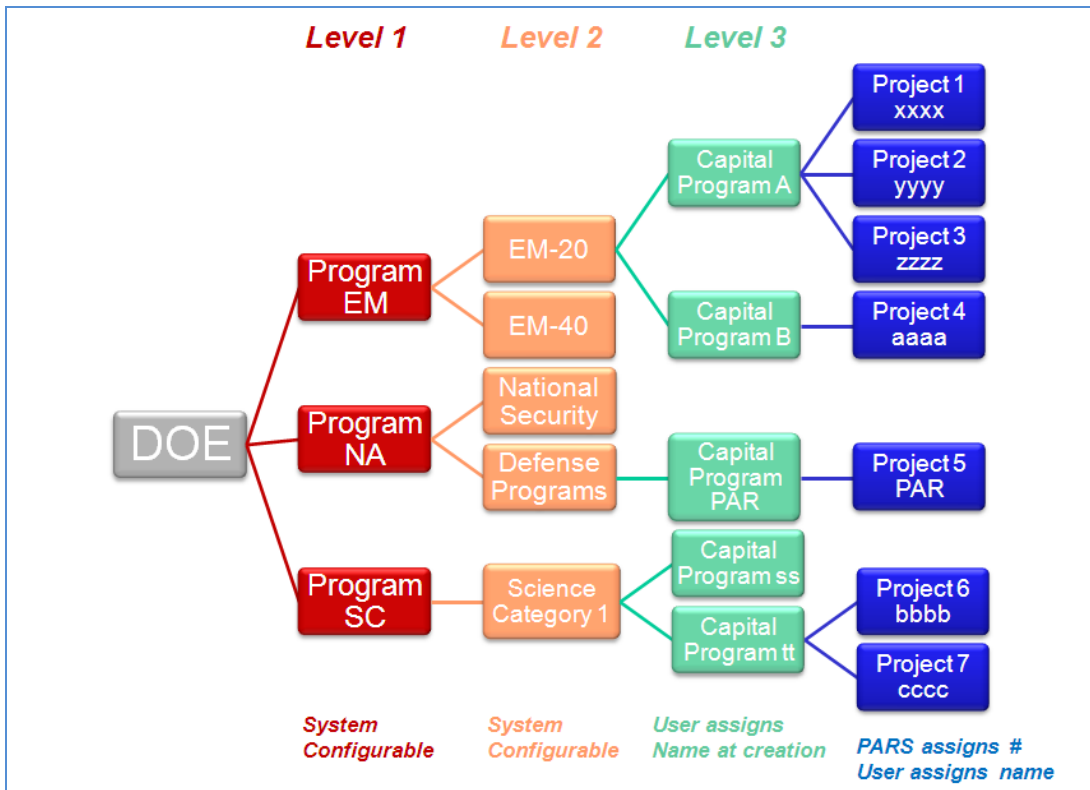 Level 1
Level 2
Level 3
DOE
Program
EM
Program
NA
Program
SC
EM-20
EM-40
National
Security
Defense
Programs
Science
Category 1
Capital
Program A
Capital
Program B
Capital
Program
PAR
Capital
Program ss
Capital
Program tt
Project 1
xxxx
Project 2
yyyy
Project 3
zzzz
Project 4
aaaa
Project 5
PAR
Project 6
bbbb
Project 7
cccc
System
Configurable
System
Configurable
User assigns
Name at creation
PARS assigns #
User assigns name